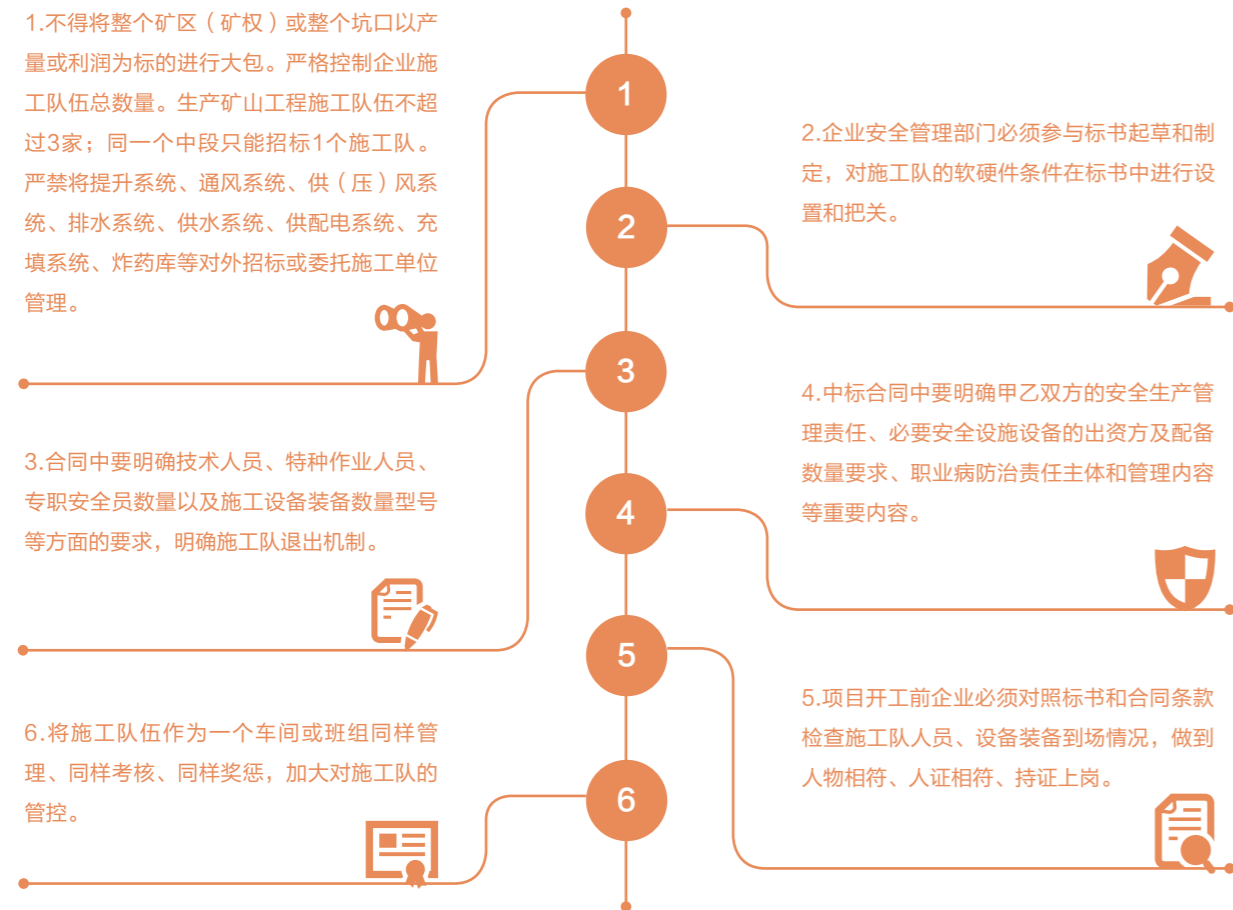 1.不得将整个矿区（矿权）或整个坑口以产
量或利润为标的进行大包。严格控制企业施
工队伍总数量。生产矿山工程施工队伍不超
过3家；同一个中段只能招标1个施工队。
严禁将提升系统、通风系统、供（压）风系
统、排水系统、供水系统、供配电系统、充
填系统、炸药库等对外招标或委托施工单位
管理。
1
2.企业安全管理部门必须参与标书起草和制
定，对施工队的软硬件条件在标书中进行设
置和把关。
2
3.合同中要明确技术人员、特种作业人员、
专职安全员数量以及施工设备装备数量型号
等方面的要求，明确施工队退出机制。
3
4.中标合同中要明确甲乙双方的安全生产管
理责任、必要安全设施设备的出资方及配备
数量要求、职业病防治责任主体和管理内容
等重要内容。
4
5.项目开工前企业必须对照标书和合同条款
检查施工队人员、设备装备到场情况，做到
人物相符、人证相符、持证上岗。
5
6.将施工队伍作为一个车间或班组同样管
理、同样考核、同样奖惩，加大对施工队的
管控。
6